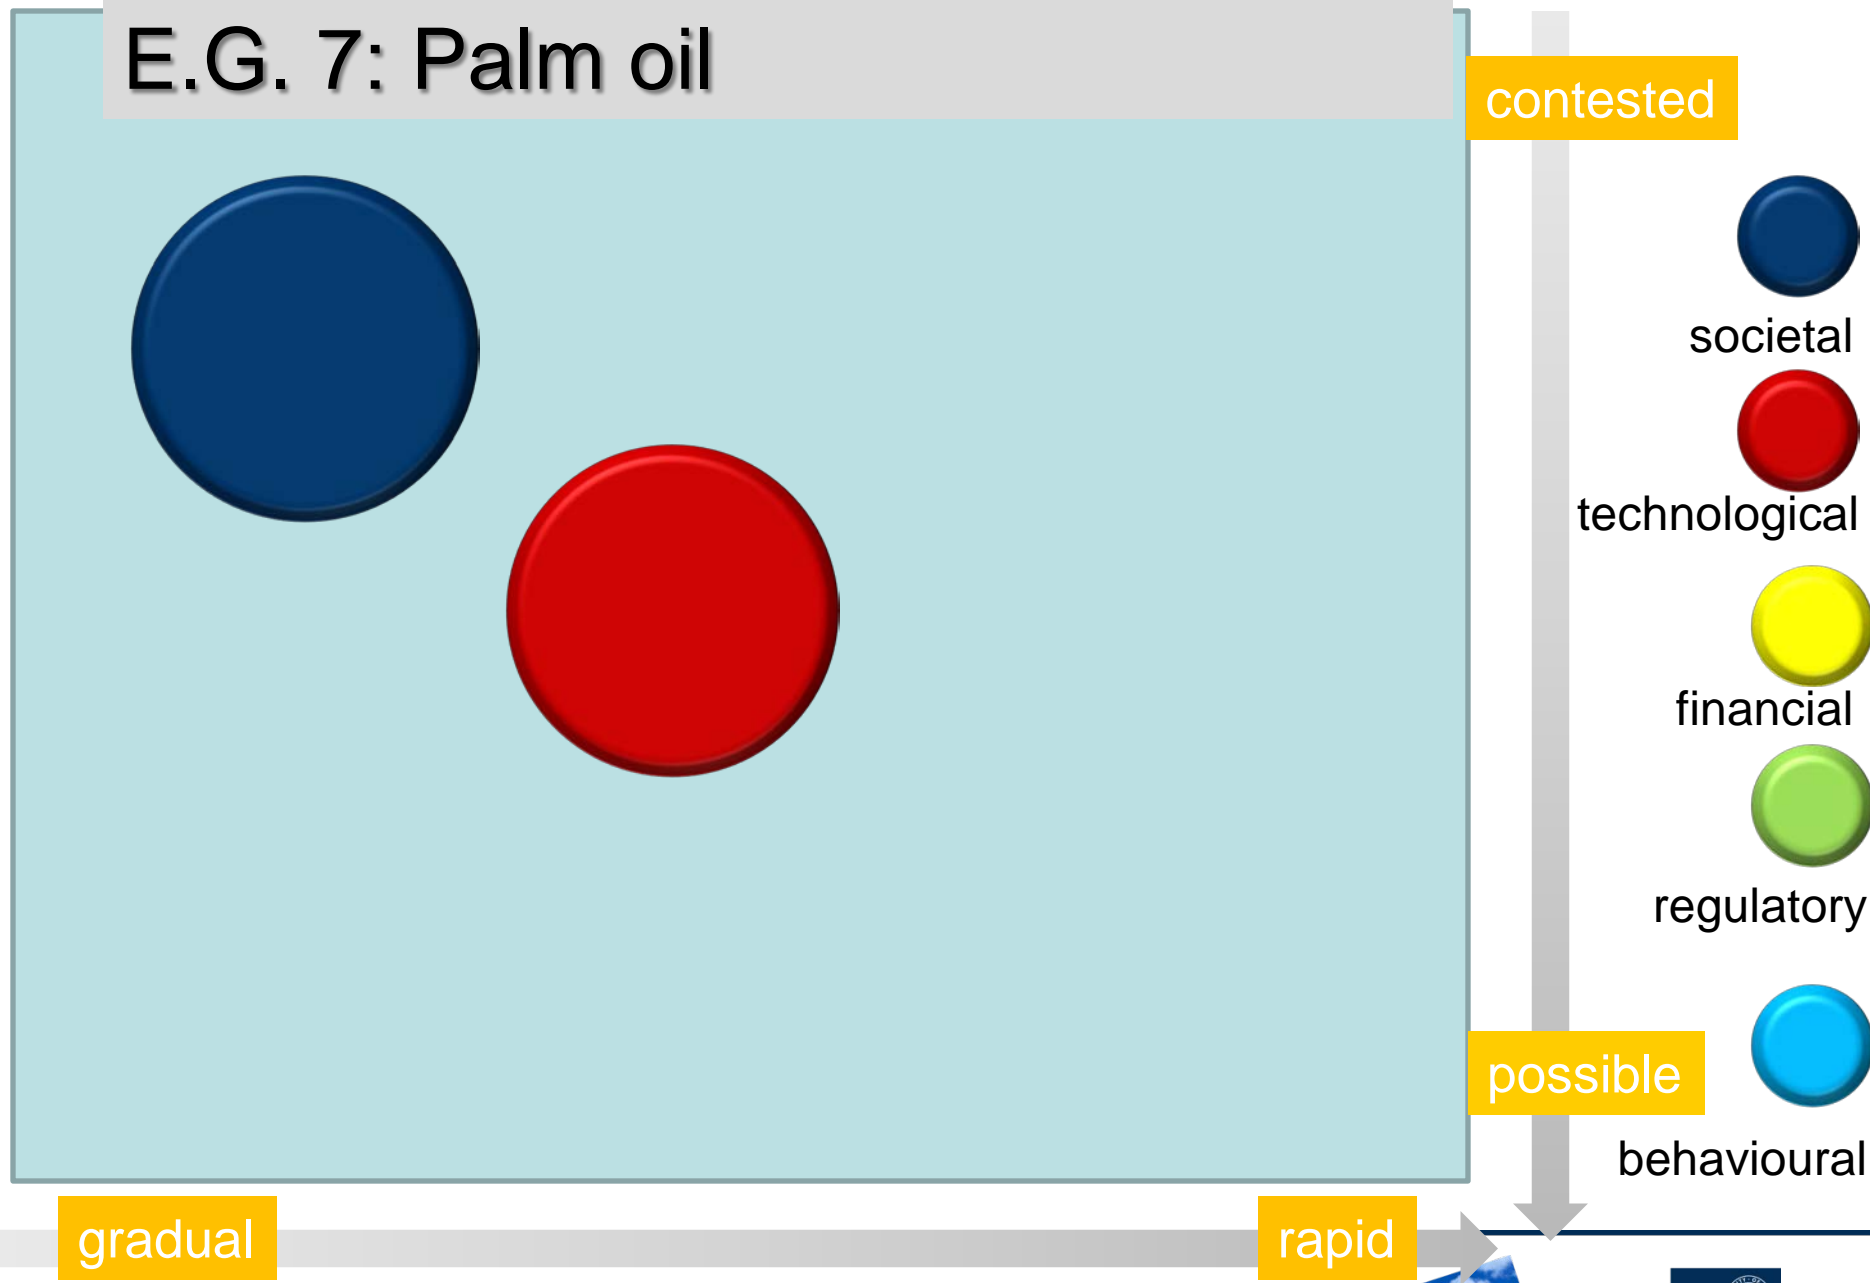 E.G. 7: Palm oil
contested
societal
technological
financial
regulatory
possible
behavioural
gradual
rapid